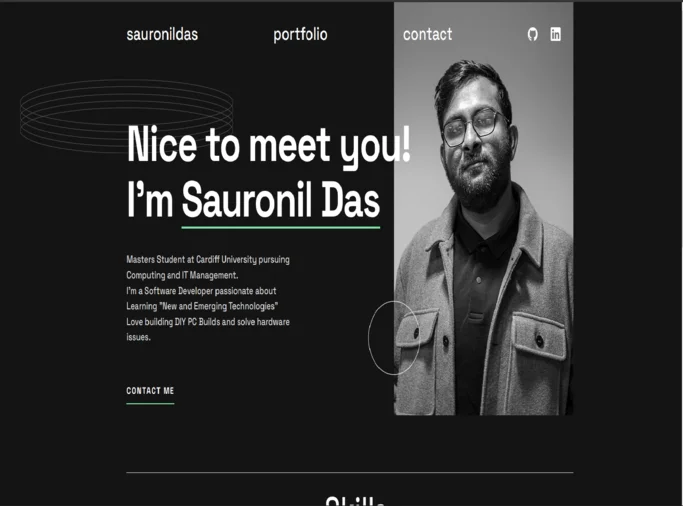 sauronildas portfolio contact
Nice to meet you!
I'm Sauronil Das
Masters Student at Cardiff University pursuing
Computing and IT Management.
I'm a Software Developer passionate about
Learning "New and Emerging Technologies"
Love building DIY PC Builds and solve hardware
issues.
CONTACT ME
Skills